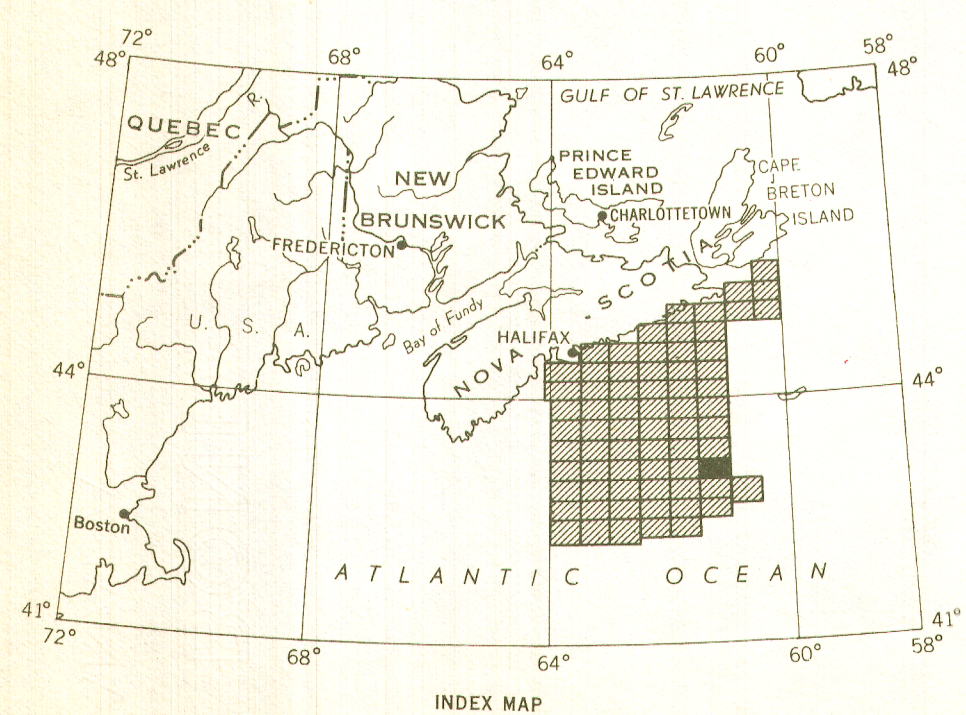 72°
68°
64°
60°
58°
48°
48°
GULF OF ST. LAWRENCE
R.
QUEBEC
St. Lawrence
PRINCE
EDWARD
ISLAND
CAPE
BRETON
ISLAND
NEW
BRUNSWICK
CHARLOTTETOWN
FREDERICTON
NOVA - SCOTIA
U. S. A.
Bay of Fundy
HALIFAX
44°
44°
Boston
ATLANTIC OCEAN
41°
41°
72°
68°
64°
60°
58°
INDEX MAP